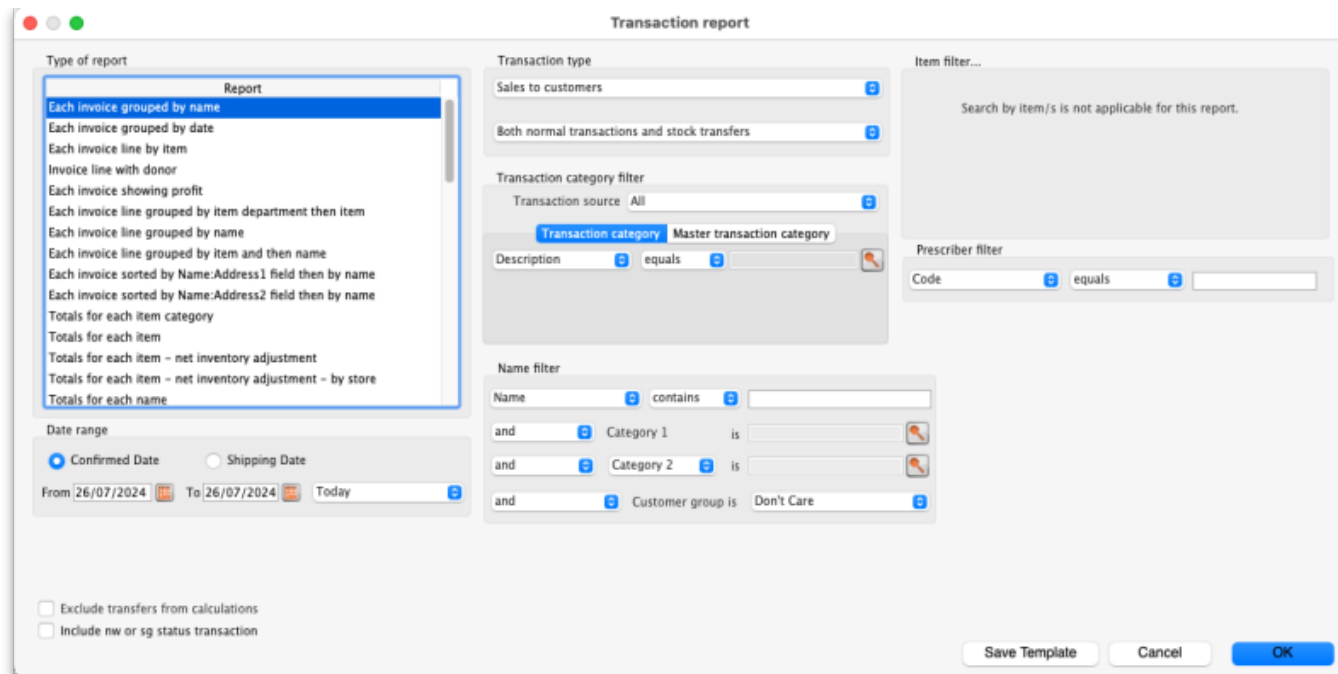 Transaction report
Type of report
Report
Each invoice grouped by name
Each invoice grouped by date
Each invoice line by item
Invoice line with donor
Each invoice showing profit
Each invoice line grouped by item department then item
Each invoice line grouped by name
Each invoice line grouped by item and then name
Each invoice sorted by Name:Address1 field then by name
Each invoice sorted by Name:Address2 field then by name
Totals for each item category
Totals for each item
Totals for each item - net inventory adjustment
Totals for each item - net inventory adjustment - by store
Totals for each name
Date range
Confirmed Date Shipping Date
From 26/07/2024 To 26/07/2024 Today
Exclude transfers from calculations
Include nw or sg status transaction
Transaction type
Sales to customers
Both normal transactions and stock transfers
Transaction category filter
Transaction source All
Transaction category Master transaction category
Description equals
Name filter
Name contains
and Category 1 is
and Category 2 is
and Customer group is Don't Care
Item filter...
Search by item/s is not applicable for this report.
Prescriber filter
Code equals
Save Template Cancel OK